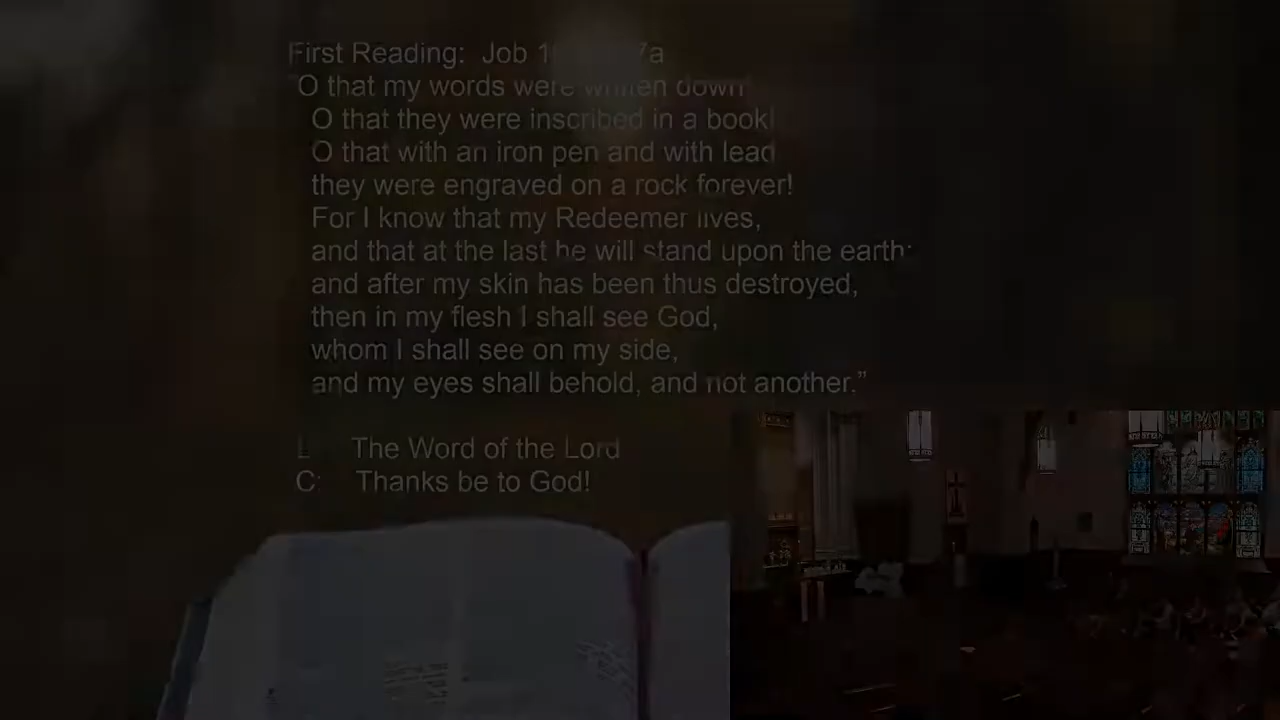 First Reading: Job 1 7a
"O that my words were written down!
O that they were inscribed in a book!
O that with an iron pen and with lead
they were engraved on a rock forever!
For I know that my Redeemer lives,
and that at the last he will stand upon the earth;
and after my skin has been thus destroyed,
then in my flesh I shall see God,
whom I shall see on my side,
and my eyes shall behold, and not another.”
L The Word of the Lord
C: Thanks be to God!